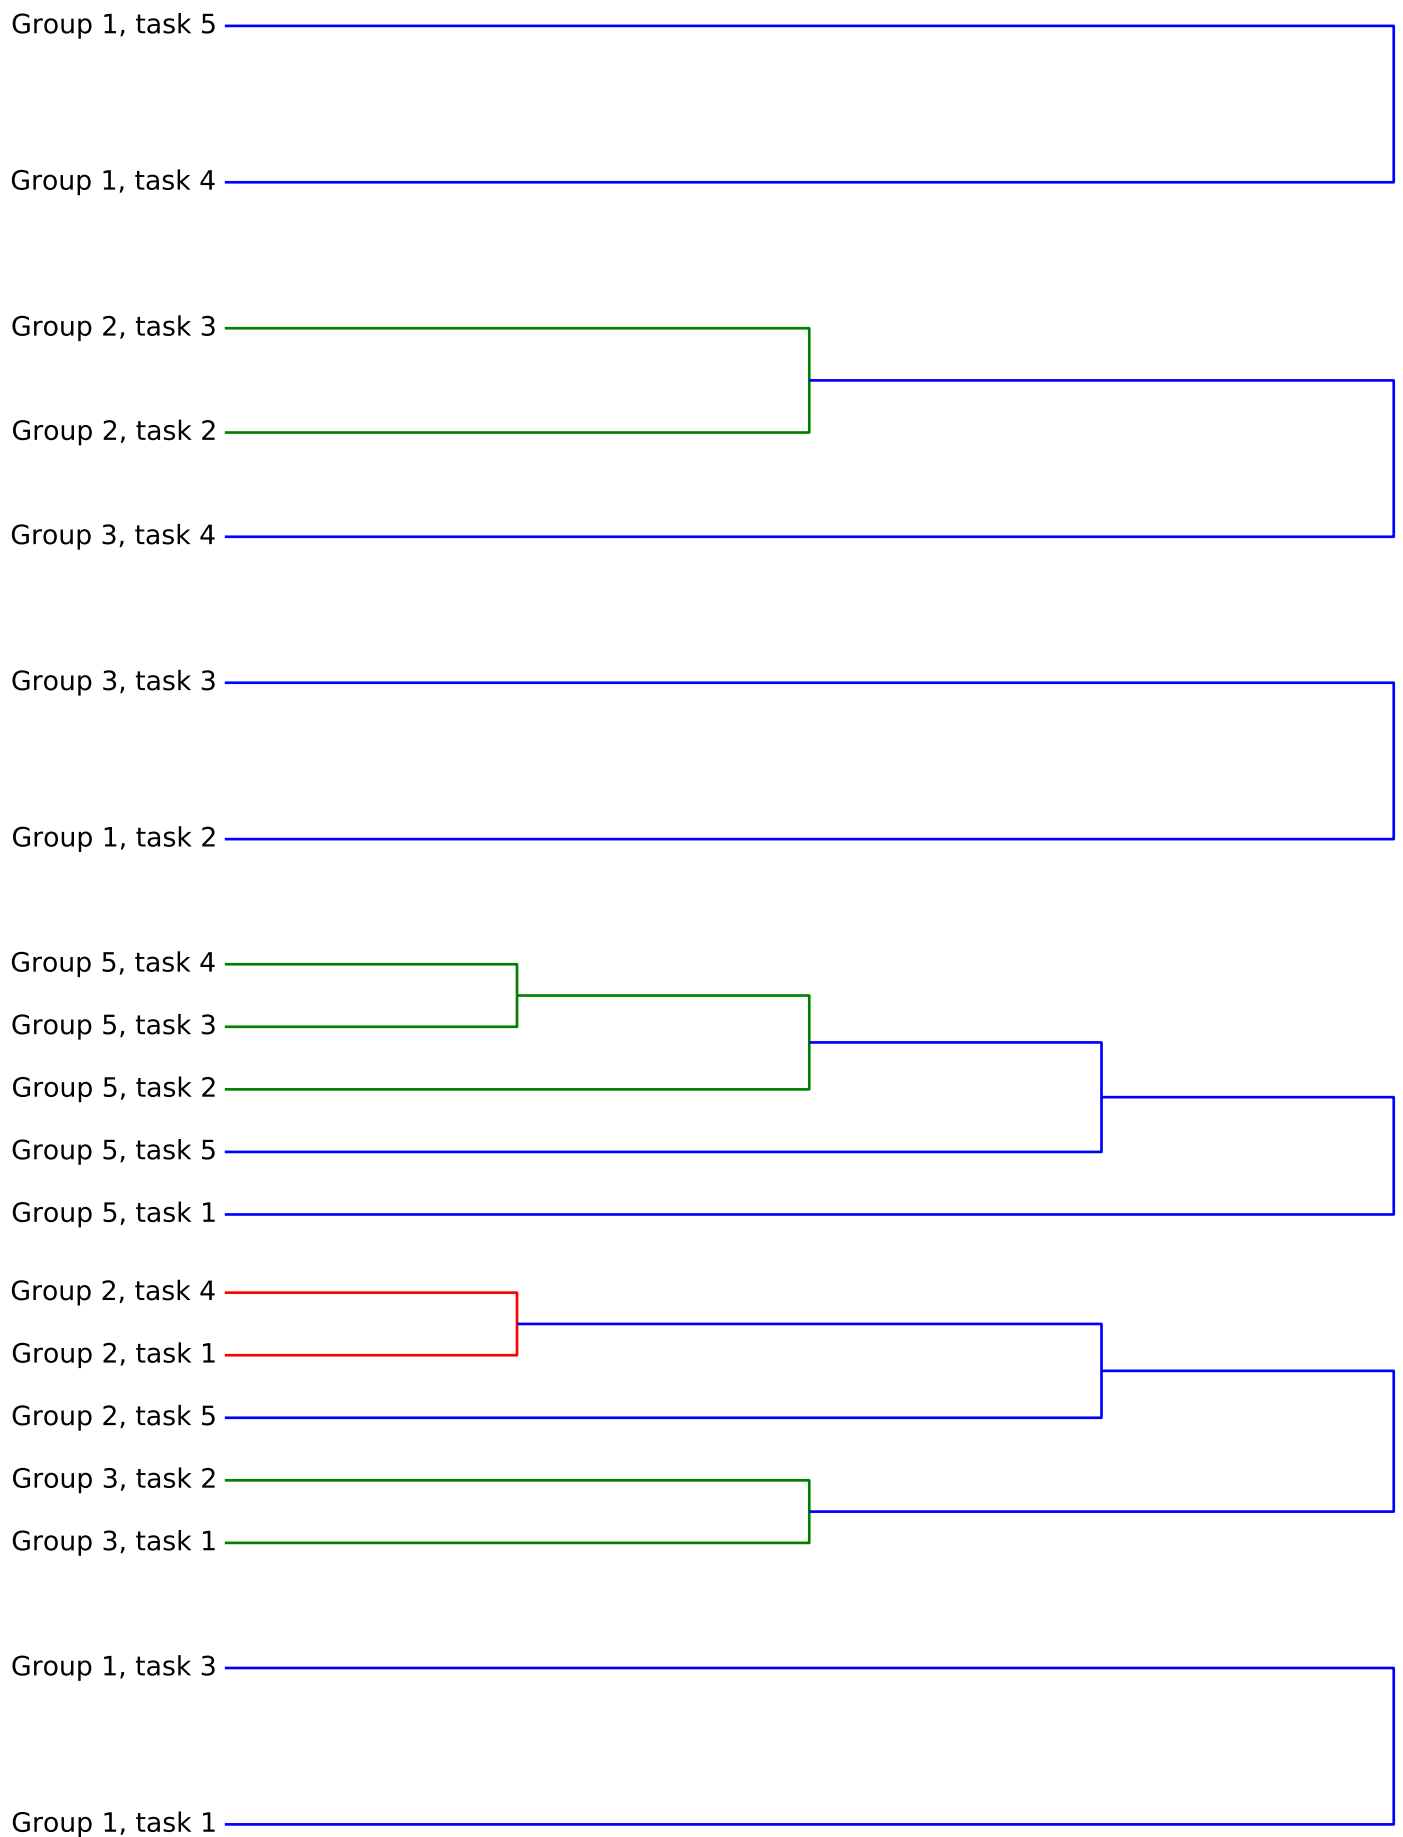 Group 1, task 5
Group 1, task 4
Group 2, task 3
Group 2, task 2
Group 3, task 4
Group 3, task 3
Group 1, task 2
Group 5, task 4
Group 5, task 3
Group 5, task 2
Group 5, task 5
Group 5, task 1
Group 2, task 4
Group 2, task 1
Group 2, task 5
Group 3, task 2
Group 3, task 1
Group 1, task 3
Group 1, task 1